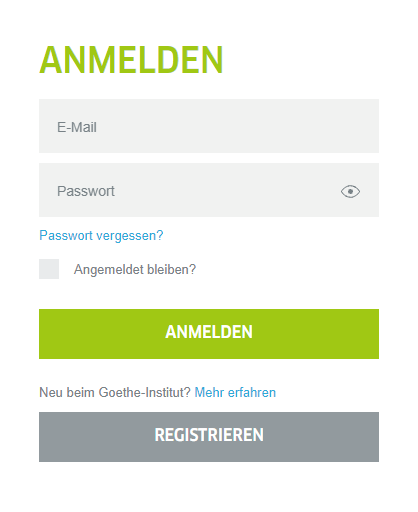 ANMELDEN
E-Mail
Passwort
Passwort vergessen?
Angemeldet bleiben?
ANMELDEN
Neu beim Goethe-Institut? Mehr erfahren
REGISTRIEREN